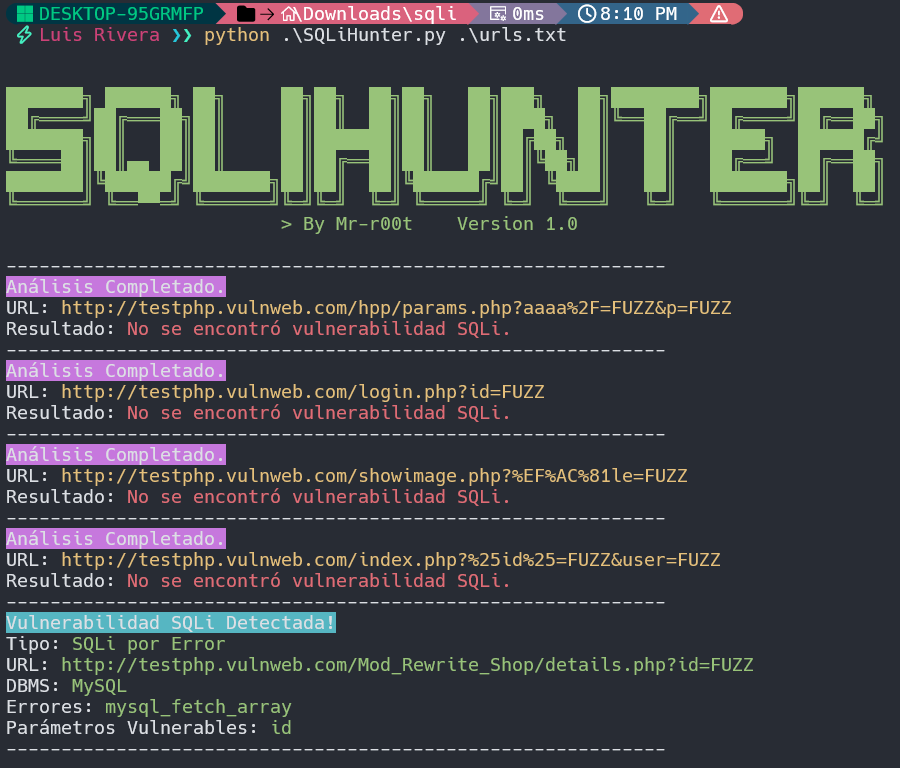 DESKTOP-95GRMFP → \Downloads\sqli 0ms 8:10 PM
Luis Rivera ❯❯ python .\SQLiHunter.py .\urls.txt
SQLIHUNTER
> By Mr-r00t    Version 1.0
------------------------------------------------------------
Análisis Completado.
URL: http://testphp.vulnweb.com/hpp/params.php?aaaa%2F=FUZZ&p=FUZZ
Resultado: No se encontró vulnerabilidad SQLi.
------------------------------------------------------------
Análisis Completado.
URL: http://testphp.vulnweb.com/login.php?id=FUZZ
Resultado: No se encontró vulnerabilidad SQLi.
------------------------------------------------------------
Análisis Completado.
URL: http://testphp.vulnweb.com/showimage.php?%EF%AC%81le=FUZZ
Resultado: No se encontró vulnerabilidad SQLi.
------------------------------------------------------------
Análisis Completado.
URL: http://testphp.vulnweb.com/index.php?%25id%25=FUZZ&user=FUZZ
Resultado: No se encontró vulnerabilidad SQLi.
------------------------------------------------------------
Vulnerabilidad SQLi Detectada!
Tipo: SQLi por Error
URL: http://testphp.vulnweb.com/Mod_Rewrite_Shop/details.php?id=FUZZ
DBMS: MySQL
Errores: mysql_fetch_array
Parámetros Vulnerables: id
------------------------------------------------------------